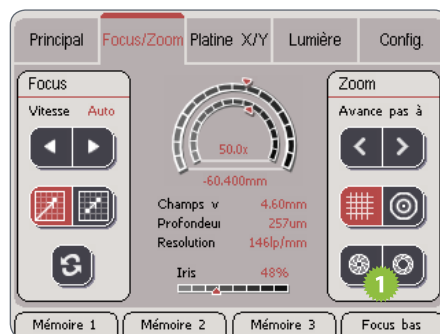 Principal Focus/Zoom Platine X/Y Lumière Config.
Focus
Vitesse Auto
50.0x
-60.400mm
Champs v 4.60mm
Profondeur 257um
Resolution 146lp/mm
Iris 48%
Zoom
Avance pas à
1
Mémoire 1 Mémoire 2 Mémoire 3 Focus bas